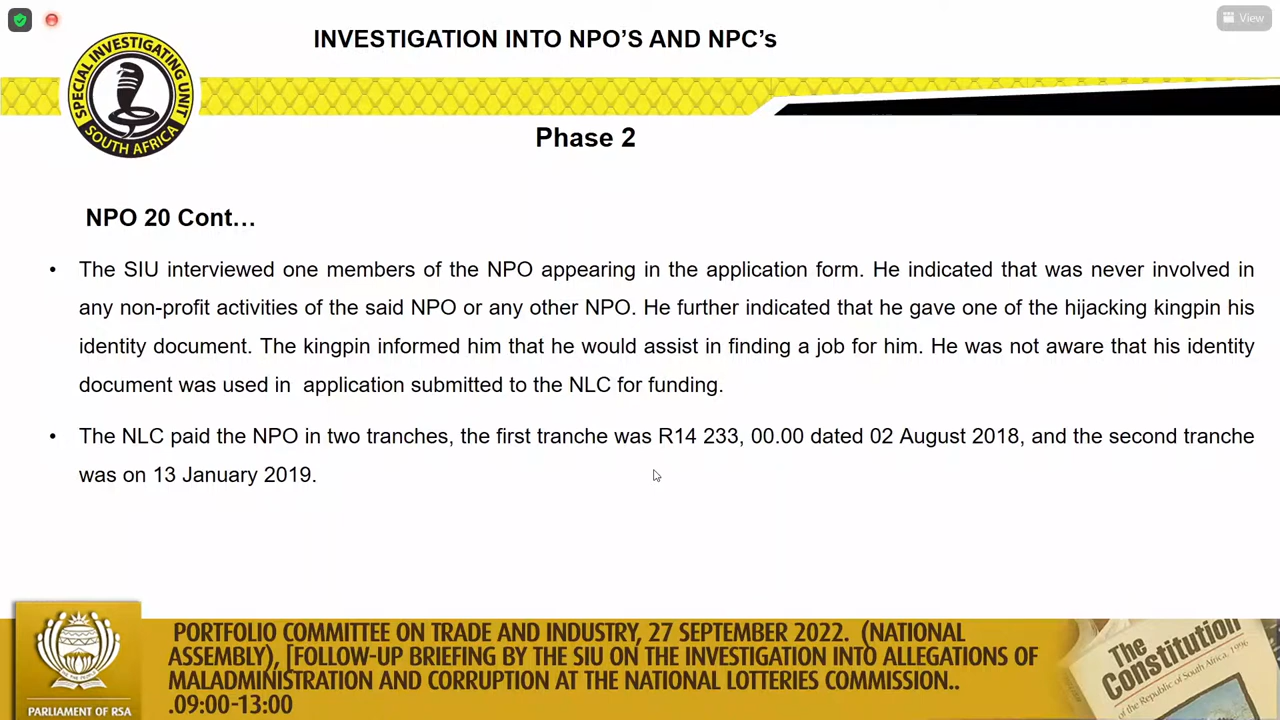 View
INVESTIGATION INTO NPO’S AND NPC’s
SPECIAL INVESTIGATING UNIT
SOUTH AFRICA
Phase 2
NPO 20 Cont…
• The SIU interviewed one members of the NPO appearing in the application form. He indicated that was never involved in
any non-profit activities of the said NPO or any other NPO. He further indicated that he gave one of the hijacking kingpin his
identity document. The kingpin informed him that he would assist in finding a job for him. He was not aware that his identity
document was used in application submitted to the NLC for funding.
• The NLC paid the NPO in two tranches, the first tranche was R14 233, 00.00 dated 02 August 2018, and the second tranche
was on 13 January 2019.
PORTFOLIO COMMITTEE ON TRADE AND INDUSTRY, 27 SEPTEMBER 2022. (NATIONAL
ASSEMBLY), [FOLLOW-UP BRIEFING BY THE SIU ON THE INVESTIGATION INTO ALLEGATIONS OF
MALADMINISTRATION AND CORRUPTION AT THE NATIONAL LOTTERIES COMMISSION..
.09:00-13:00
PARLIAMENT OF RSA
The
Constitution
of the Republic of South Africa, 1996